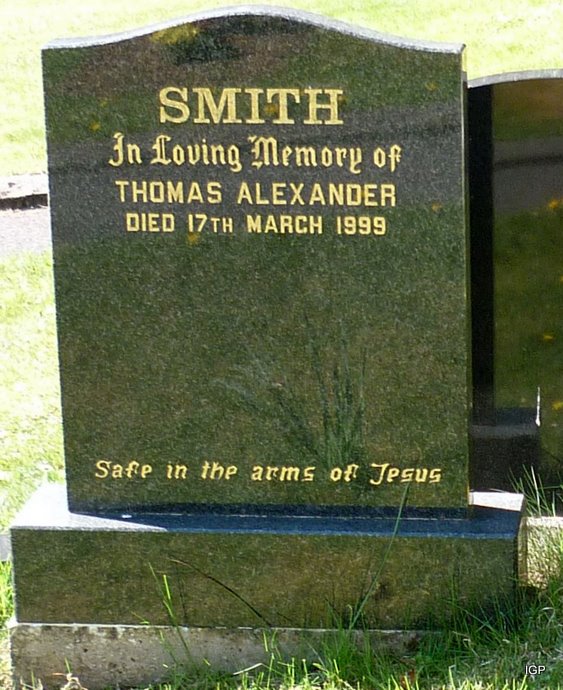 SMITH
In Loving Memory of
THOMAS ALEXANDER
DIED 17TH MARCH 1999
Safe in the arms of Jesus
IGP